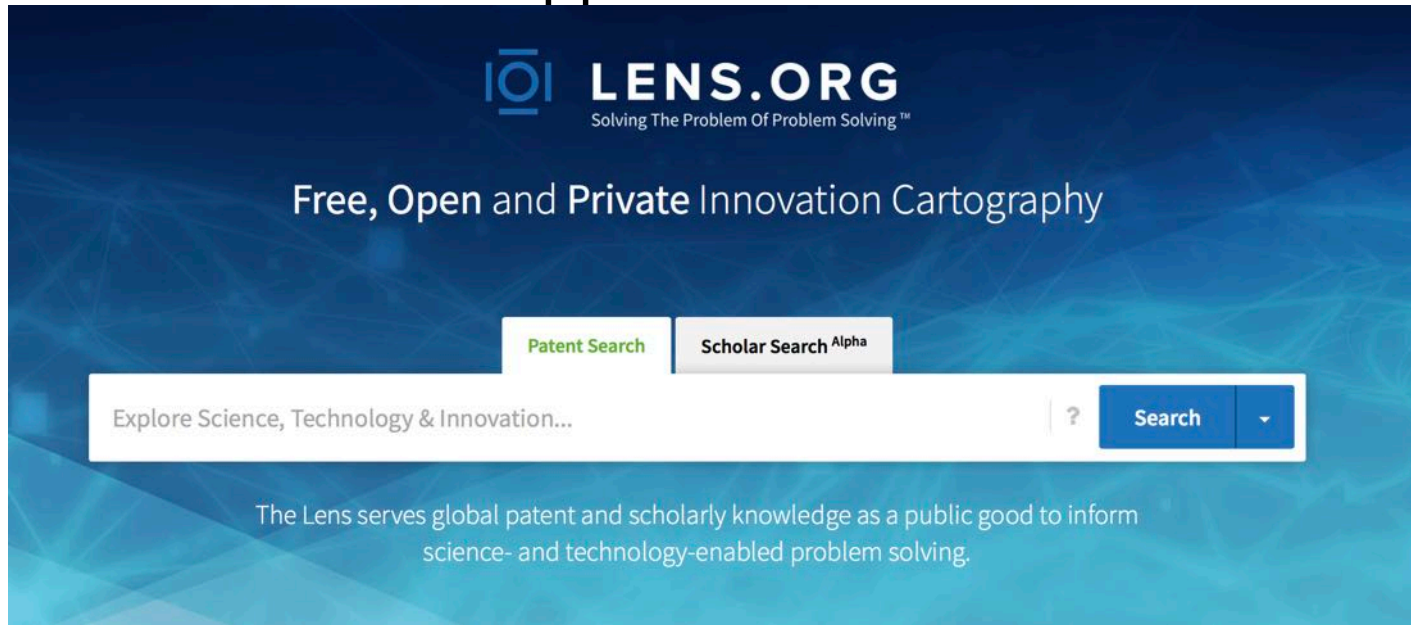 LENS.ORG
Solving The Problem Of Problem Solving ™
Free, Open and Private Innovation Cartography
Patent Search
Scholar Search Alpha
Explore Science, Technology & Innovation...
?
Search
The Lens serves global patent and scholarly knowledge as a public good to inform
science- and technology-enabled problem solving.